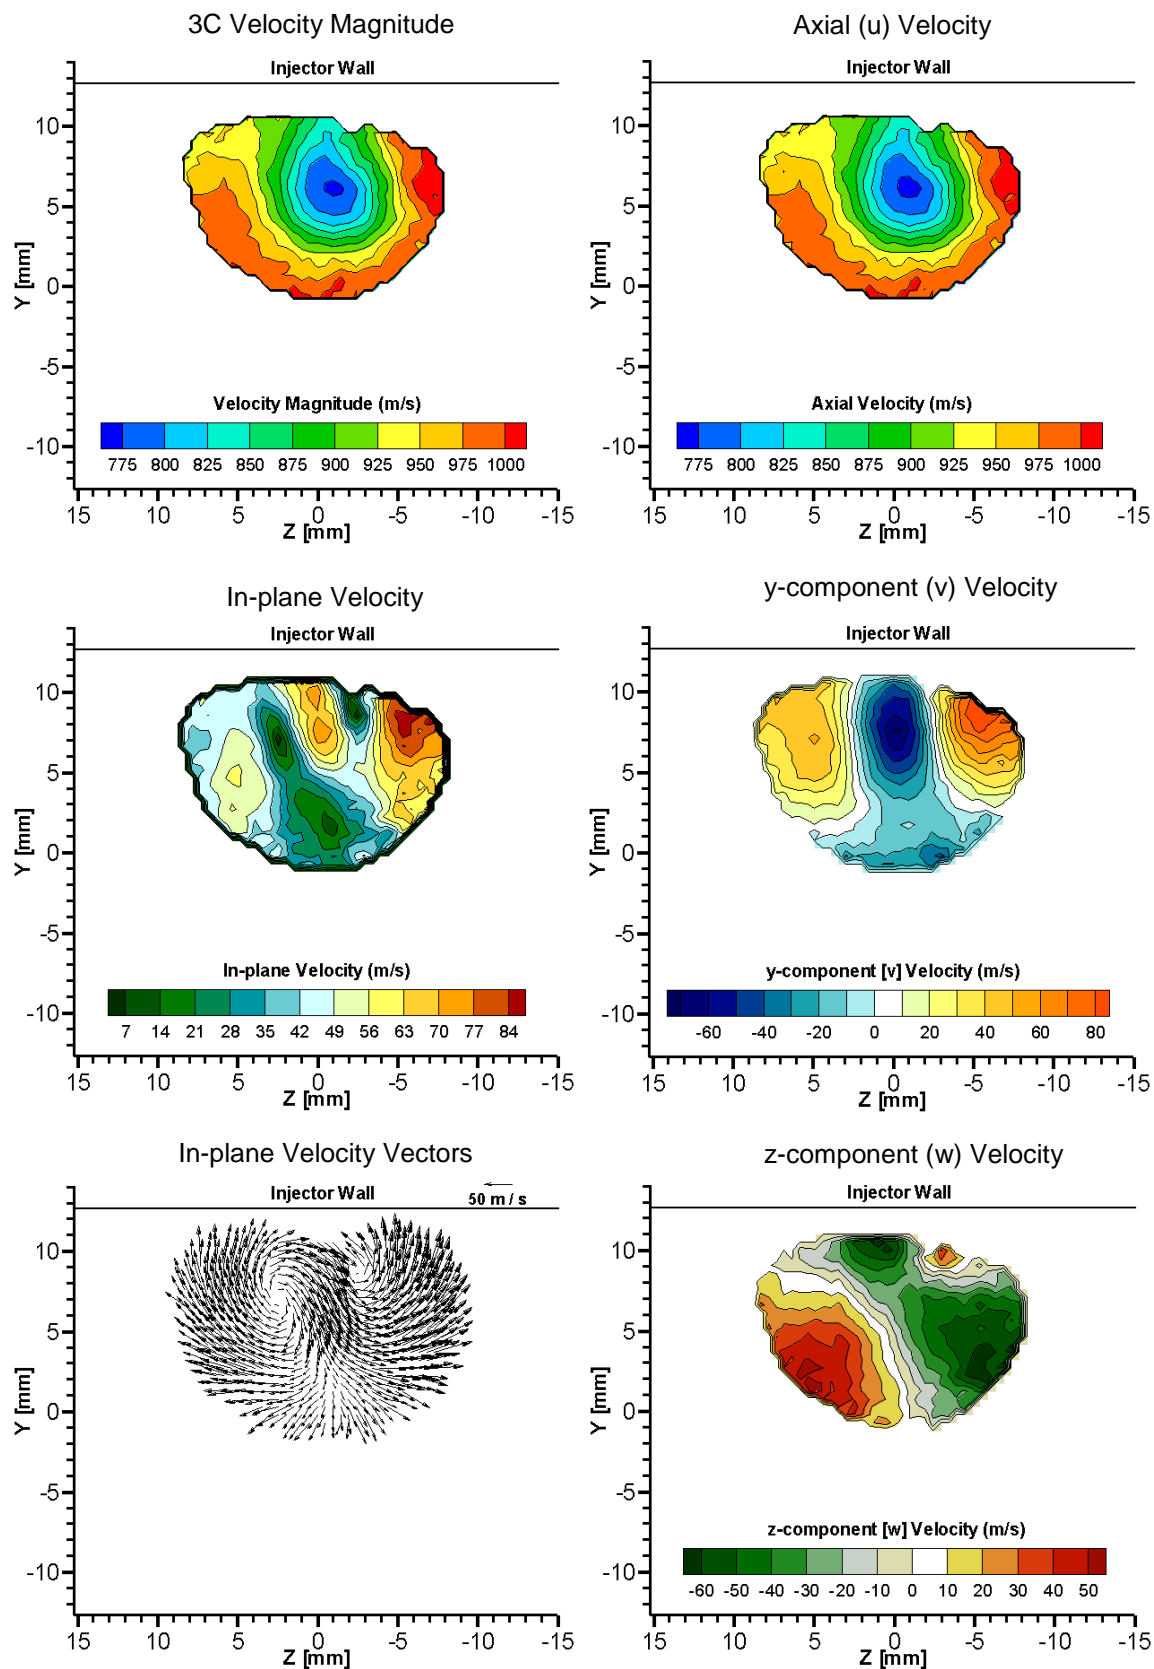 3C Velocity Magnitude
Axial (u) Velocity
Injector Wall
Injector Wall
10
5
0
-5
-10
Y [mm]
Velocity Magnitude (m/s)
775 800 825 850 875 900 925 950 975 1000
15 10 5 0 -5 -10 -15
Z [mm]
10
5
0
-5
-10
Y [mm]
Axial Velocity (m/s)
775 800 825 850 875 900 925 950 975 1000
15 10 5 0 -5 -10 -15
Z [mm]
In-plane Velocity
y-component (v) Velocity
Injector Wall
Injector Wall
10
5
0
-5
-10
Y [mm]
In-plane Velocity (m/s)
7 14 21 28 35 42 49 56 63 70 77 84
15 10 5 0 -5 -10 -15
Z [mm]
10
5
0
-5
-10
Y [mm]
y-component [v] Velocity (m/s)
-60 -40 -20 0 20 40 60 80
15 10 5 0 -5 -10 -15
Z [mm]
In-plane Velocity Vectors
z-component (w) Velocity
Injector Wall
50 m / s
Injector Wall
10
5
0
-5
-10
Y [mm]
15 10 5 0 -5 -10 -15
Z [mm]
10
5
0
-5
-10
Y [mm]
z-component [w] Velocity (m/s)
-60 -50 -40 -30 -20 -10 0 10 20 30 40 50
15 10 5 0 -5 -10 -15
Z [mm]